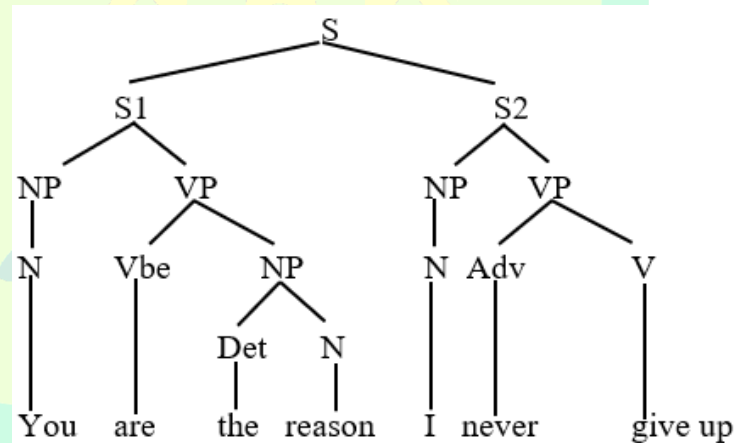 S
S1 S2
NP VP NP VP
N Vbe NP N Adv V
Det N
You are the reason I never give up